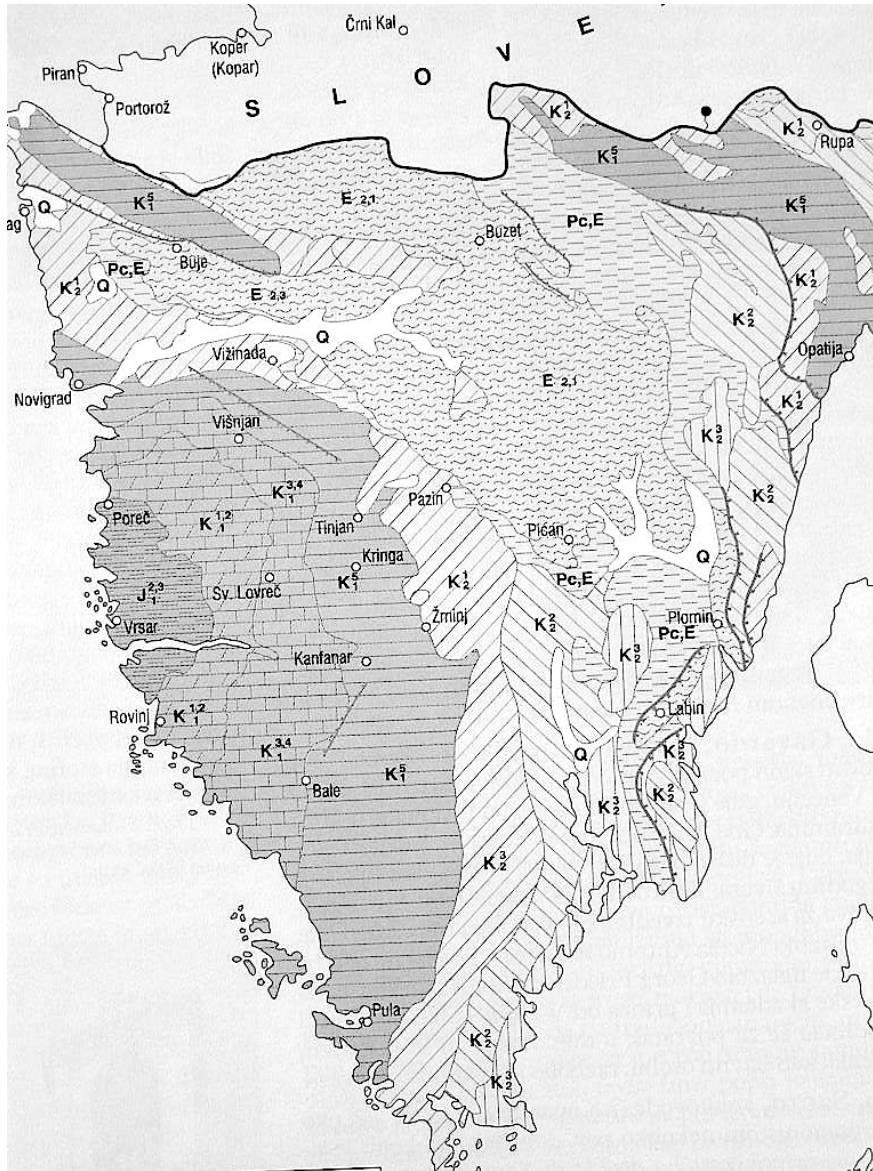 Črni Kal
Koper
(Kopar)
Piran
Portorož
S L O V E
K₂¹
K₂¹
Rupa
K₁⁵
K₁⁵
K₁⁵
Q
ag
E 2,1
Pc,E
Buzet
Buje
Pc,E
K₂¹
Q
E 2,3
K₂¹
K₂²
Q
Vižinada
Opatija
E 2,1
Novigrad
K₂¹
Višnjan
K₂³
K₁³,⁴
Pazin
K₂²
Poreč
K₁¹,²
Tinjan
Pićan
Q
Kringa
J₁²,³
Sv. Lovreč
K₁⁵
K₂¹
Pc,E
Vrsar
Žminj
K₂²
Plomin
Pc,E
K₂³
Kanfanar
Rovinj
K₁¹,²
Labin
K₁³,⁴
K₂³
Q
K₁⁵
Bale
K₂²
K₂³
K₂³
Pula
K₂²
K₂³